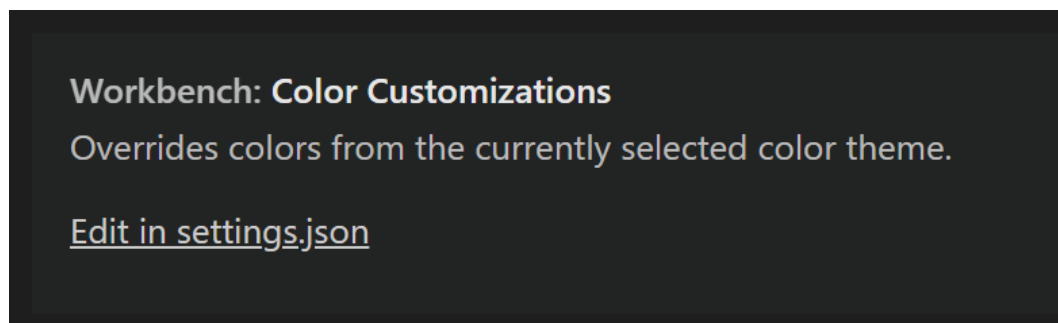 Workbench: Color Customizations
Overrides colors from the currently selected color theme.
Edit in settings.json